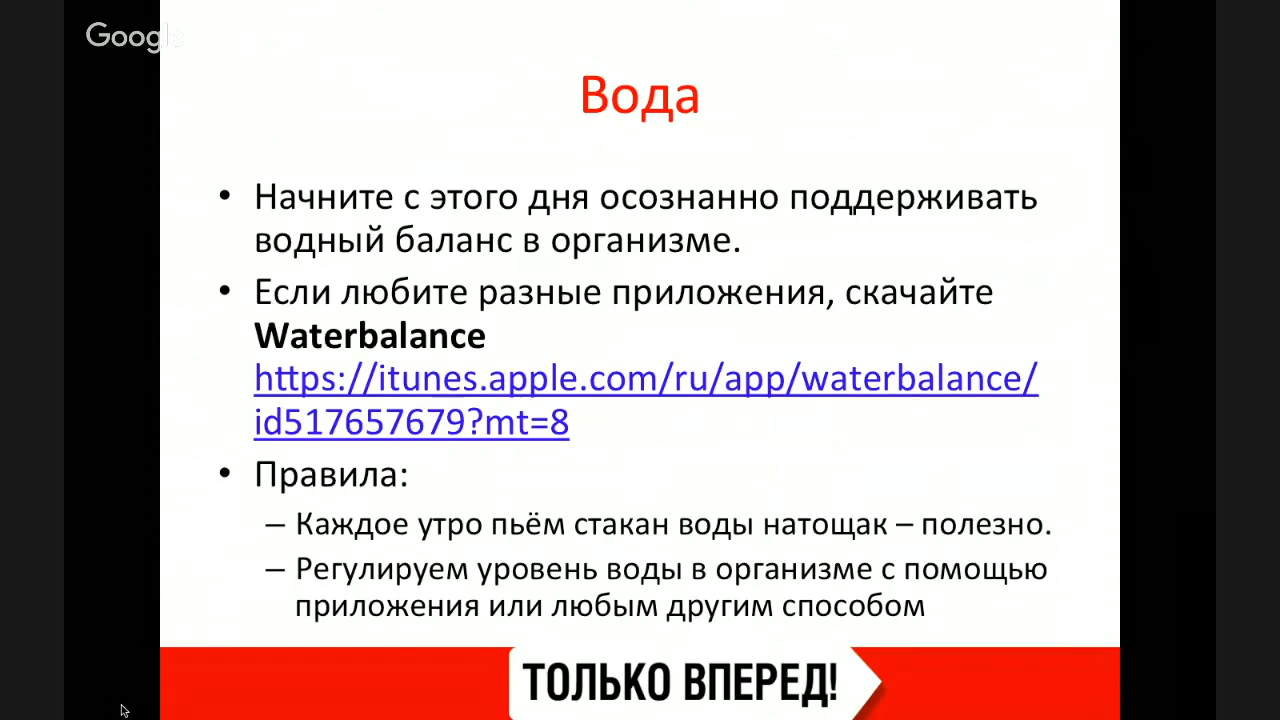 Google
Вода
• Начните с этого дня осознанно поддерживать
водный баланс в организме.
• Если любите разные приложения, скачайте
Waterbalance
https://itunes.apple.com/ru/app/waterbalance/
id517657679?mt=8
• Правила:
– Каждое утро пьём стакан воды натощак – полезно.
– Регулируем уровень воды в организме с помощью
приложения или любым другим способом
ТОЛЬКО ВПЕРЕД!